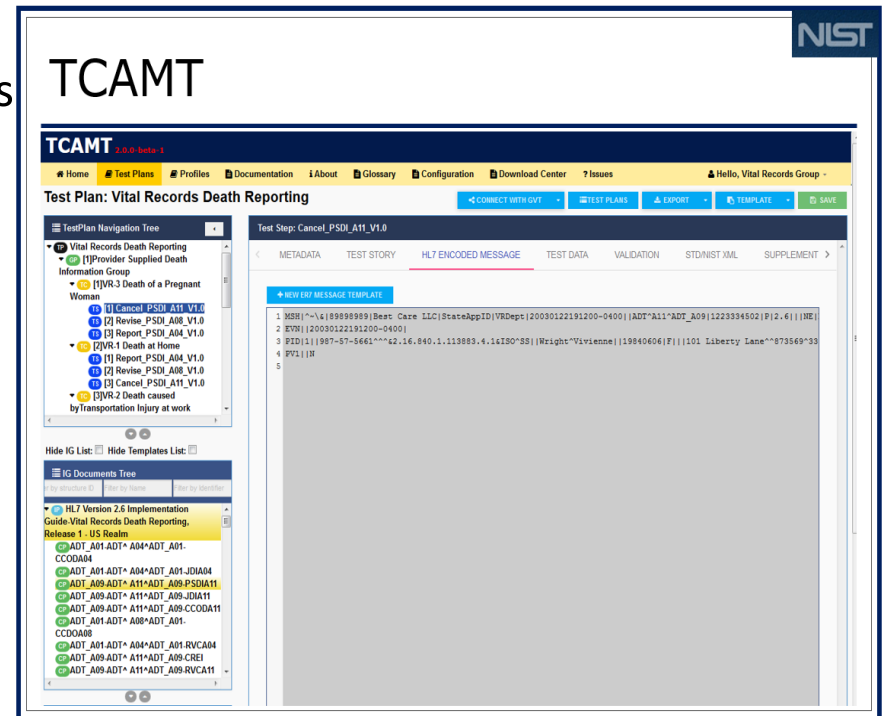 NIST
s
TCAMT
TCAMT 2.0.0-beta-1
Home Test Plans Profiles Documentation About Glossary Configuration Download Center ? Issues Hello, Vital Records Group
Test Plan: Vital Records Death Reporting
CONNECT WITH GVT TEST PLANS EXPORT TEMPLATE SAVE
TestPlan Navigation Tree
TP Vital Records Death Reporting
GP [1]Provider Supplied Death
Information Group
TC [1]VR-3 Death of a Pregnant
Woman
TS [1] Cancel_PSDI_A11_V1.0
TS [2] Revise_PSDI_A08_V1.0
TS [3] Report_PSDI_A04_V1.0
TC [2]VR-1 Death at Home
TS [1] Report_PSDI_A04_V1.0
TS [2] Revise_PSDI_A08_V1.0
TS [3] Cancel_PSDI_A11_V1.0
TC [3]VR-2 Death caused
byTransportation Injury at work
Hide IG List: Hide Templates List:
IG Documents Tree
r by structure ID Filter by Name Filter by Identifier
HL7 Version 2.6 Implementation
Guide-Vital Records Death Reporting,
Release 1 - US Realm
CP ADT_A01-ADT^ A04^ADT_A01-
CCODA04
CP ADT_A01-ADT^ A04^ADT_A01-JDIA04
CP ADT_A09-ADT^ A11^ADT_A09-PSDIA11
CP ADT_A09-ADT^ A11^ADT_A09-JDIA11
CP ADT_A09-ADT^ A11^ADT_A09-CCODA11
CP ADT_A01-ADT^ A08^ADT_A01-
CCDOA08
CP ADT_A01-ADT^ A04^ADT_A01-RVCA04
CP ADT_A09-ADT^ A11^ADT_A09-CREI
CP ADT_A09-ADT^ A11^ADT_A09-RVCA11
Test Step: Cancel_PSDI_A11_V1.0
METADATA TEST STORY HL7 ENCODED MESSAGE TEST DATA VALIDATION STD/NIST XML SUPPLEMENT
+ NEW ER7 MESSAGE TEMPLATE
1 MSH|^~\&|89898989|Best Care LLC|StateAppID|VRDept|20030122191200-0400||ADT^A11^ADT_A09|1223334502|P|2.6|||NE|
2 EVN||20030122191200-0400|
3 PID|1||987-57-5661^^^&2.16.840.1.113883.4.1&ISO^SS||Wright^Vivienne||19840606|F|||101 Liberty Lane^^873569^33
4 PV1||N
5